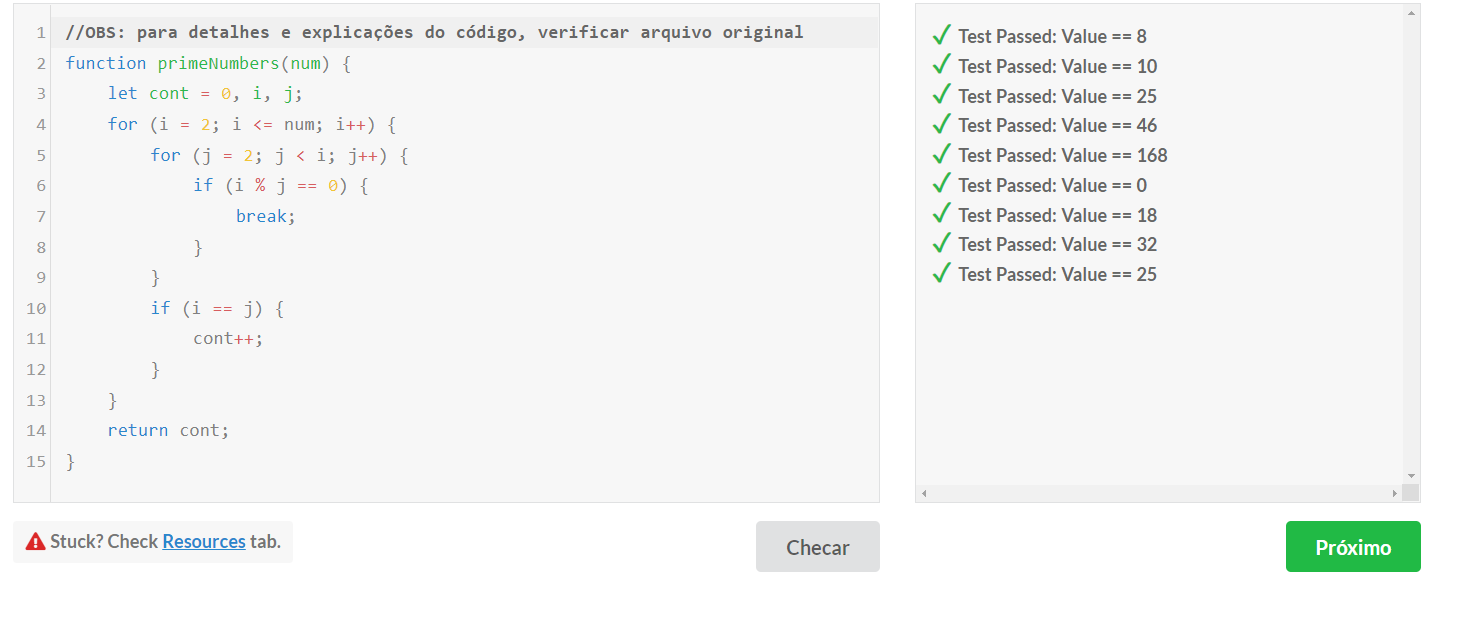 1 //OBS: para detalhes e explicações do código, verificar arquivo original
2 function primeNumbers(num) {
3 let cont = 0, i, j;
4 for (i = 2; i <= num; i++) {
5 for (j = 2; j < i; j++) {
6 if (i % j == 0) {
7 break;
8 }
9 }
10 if (i == j) {
11 cont++;
12 }
13 }
14 return cont;
15 }
Test Passed: Value == 8
Test Passed: Value == 10
Test Passed: Value == 25
Test Passed: Value == 46
Test Passed: Value == 168
Test Passed: Value == 0
Test Passed: Value == 18
Test Passed: Value == 32
Test Passed: Value == 25
Stuck? Check Resources tab.
Checar
Próximo